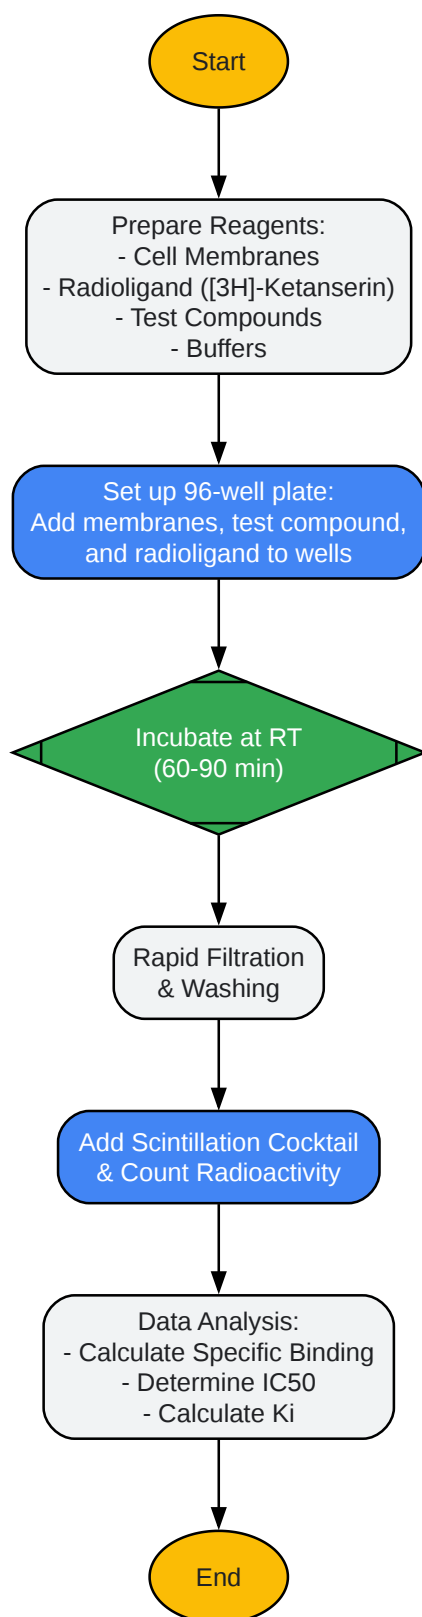 Start
Prepare Reagents:
- Cell Membranes
- Radioligand ([3H]-Ketanserin)
- Test Compounds
- Buffers
Set up 96-well plate:
Add membranes, test compound,
and radioligand to wells
Incubate at RT
(60-90 min)
Rapid Filtration
& Washing
Add Scintillation Cocktail
& Count Radioactivity
Data Analysis:
- Calculate Specific Binding
- Determine IC50
- Calculate Ki
End